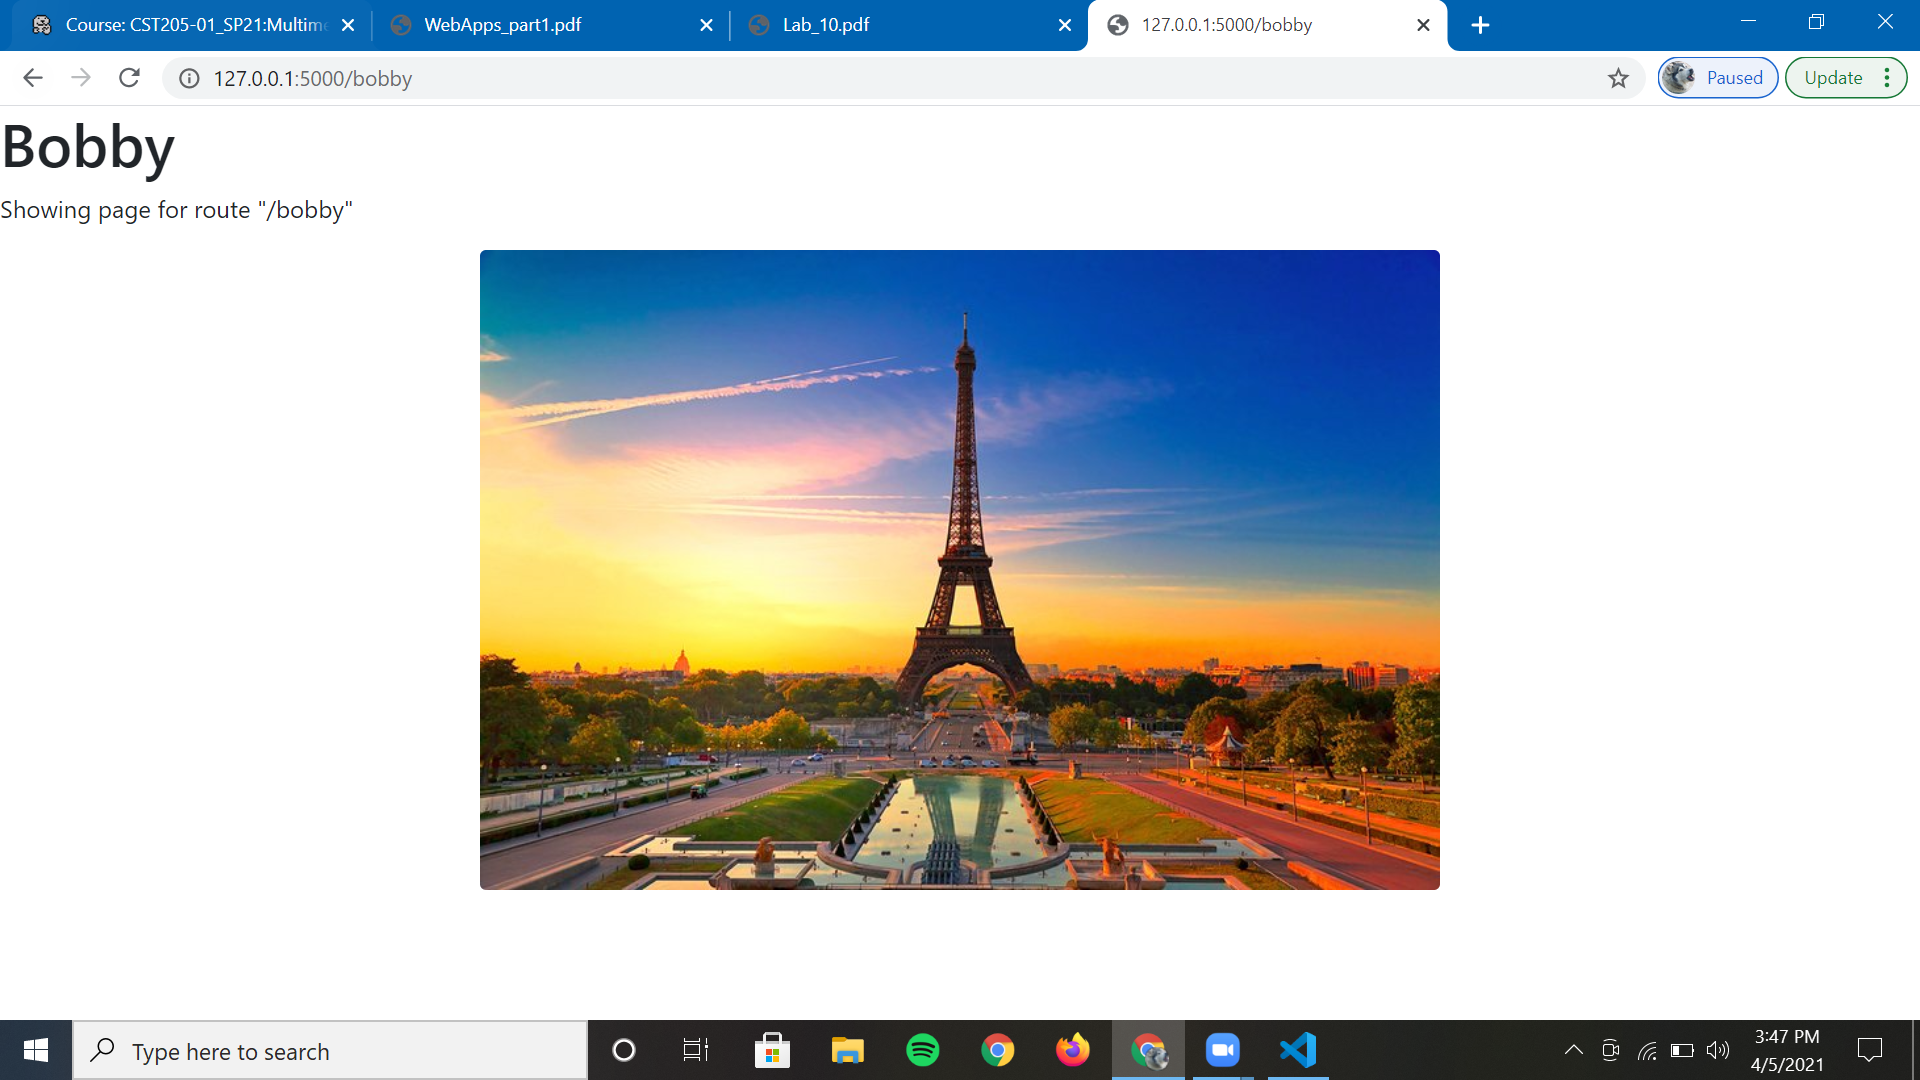 Course: CST205-01_SP21:Multim
WebApps_part1.pdf
Lab_10.pdf
127.0.0.1:5000/bobby
127.0.0.1:5000/bobby
Paused
Update
Bobby
Showing page for route "/bobby"
Type here to search
3:47 PM
4/5/2021